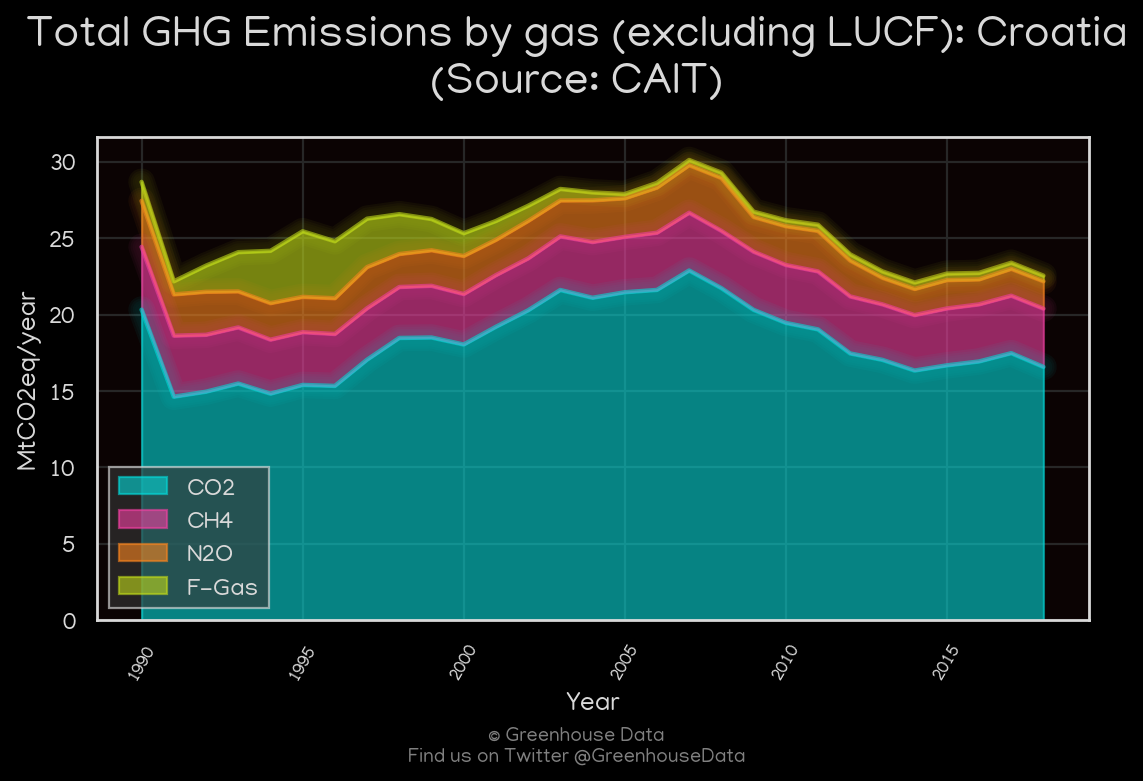 Total GHG Emissions by gas (excluding LUCF): Croatia
(Source: CAIT)
MtCO2eq/year
30
25
20
15
10
5
0
CO2
CH4
N2O
F-Gas
1990
1995
2000
2005
2010
2015
Year
© Greenhouse Data
Find us on Twitter @GreenhouseData